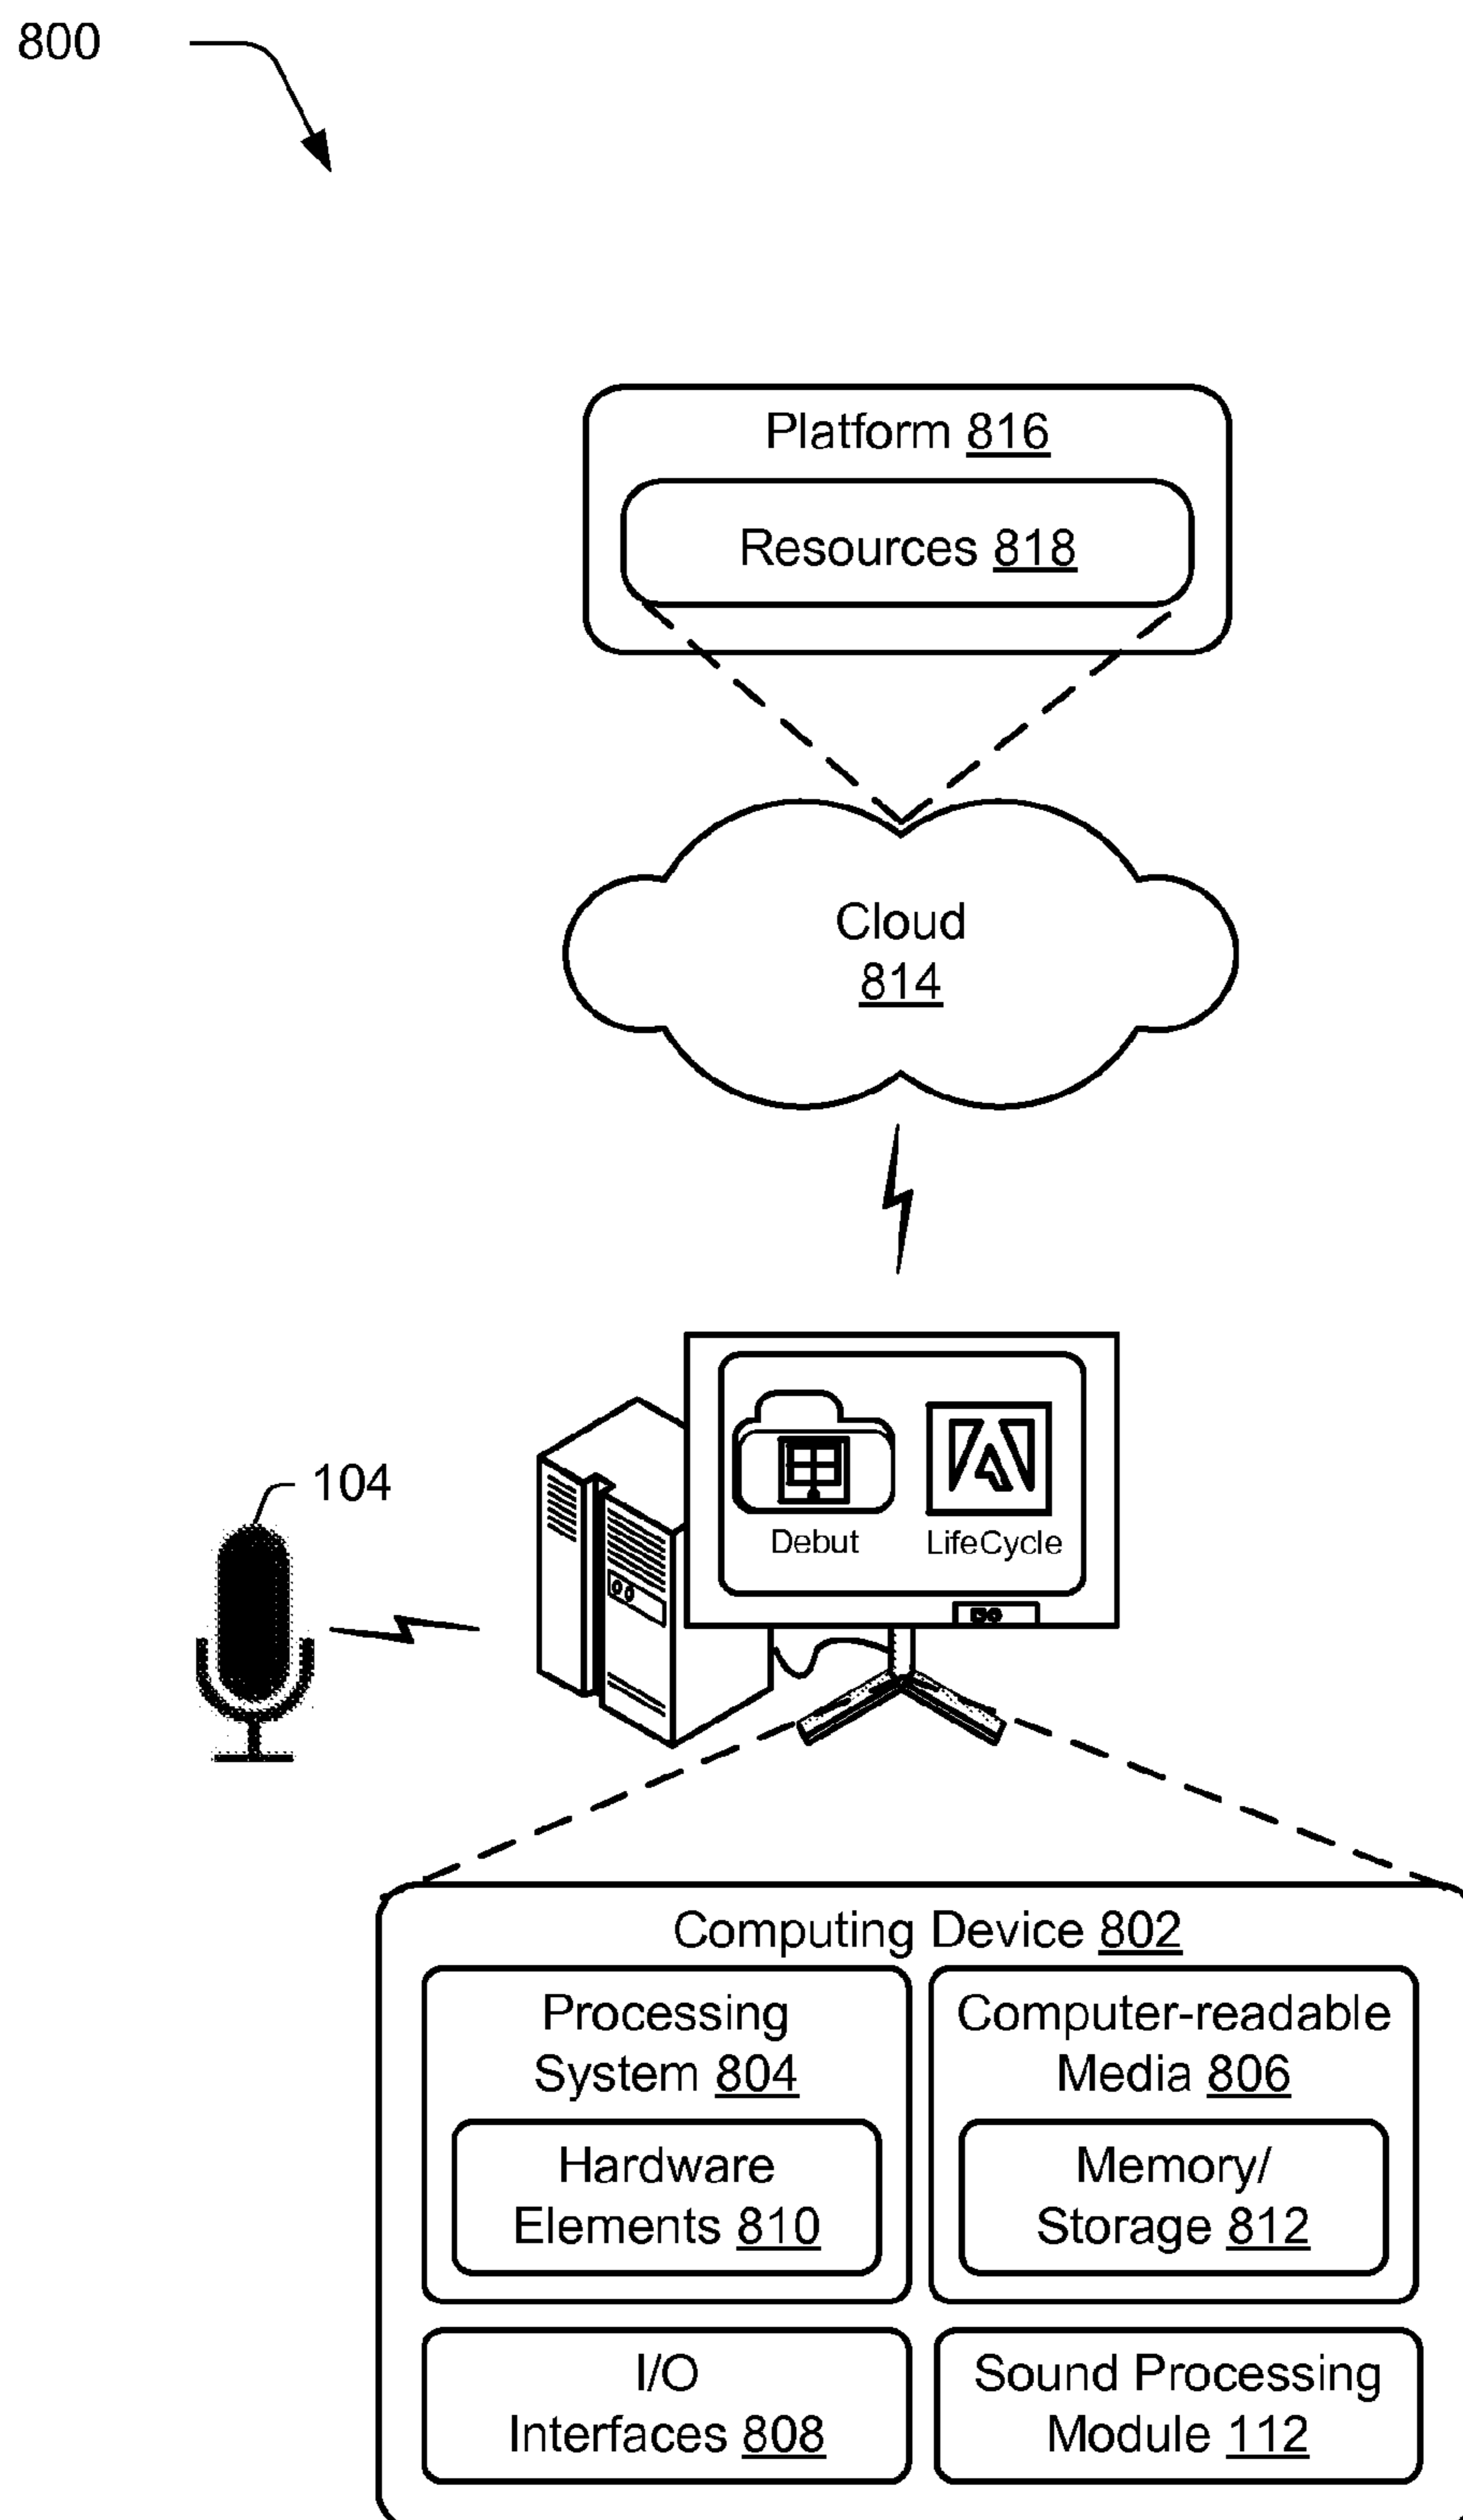 800
Platform 816
Resources 818
Cloud
814
Debut
LifeCycle
104
Computing Device 802
Processing
System 804
Hardware
Elements 810
Computer-readable
Media 806
Memory/
Storage 812
I/O
Interfaces 808
Sound Processing
Module 112